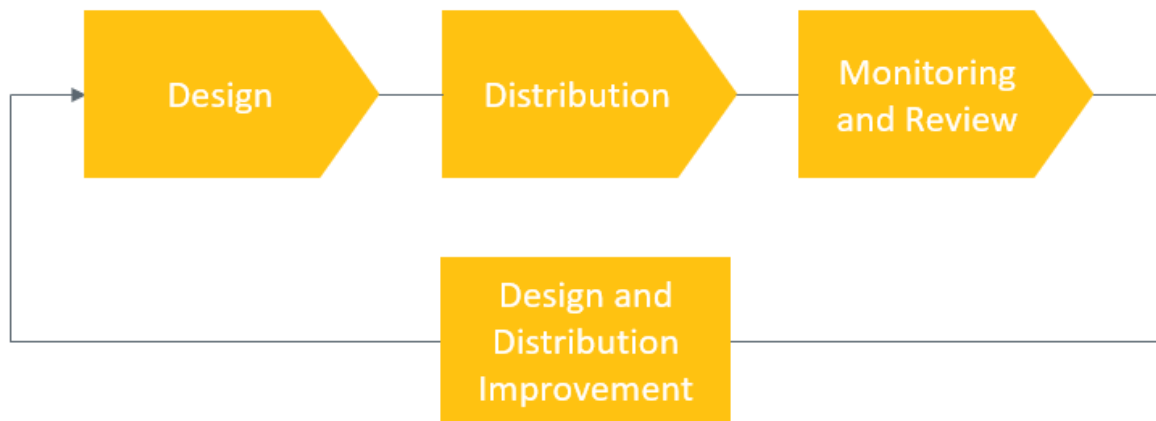 Design
Distribution
Monitoring
and Review
Design and
Distribution
Improvement